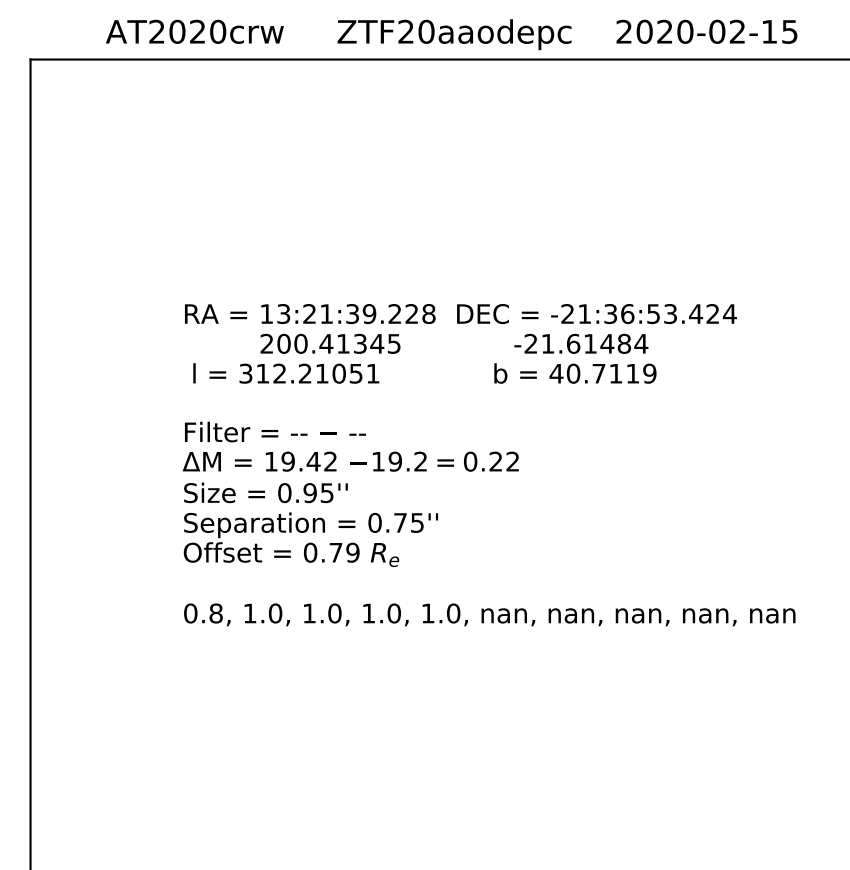 AT2020crw ZTF20aaodepc 2020-02-15
RA = 13:21:39.228 DEC = -21:36:53.424
200.41345 -21.61484
l = 312.21051 b = 40.7119
Filter = -- − --
ΔM = 19.42 −19.2 = 0.22
Size = 0.95''
Separation = 0.75''
Offset = 0.79 Rₑ
0.8, 1.0, 1.0, 1.0, 1.0, nan, nan, nan, nan, nan